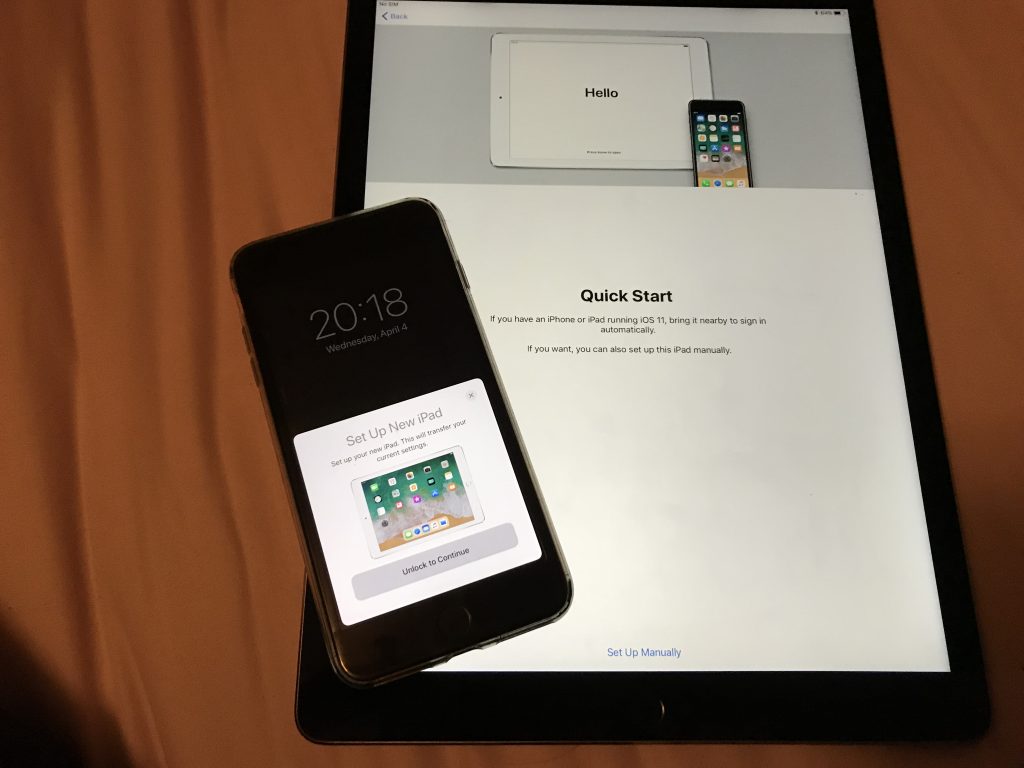 No SIM
64%
Back
Hello
Quick Start
If you have an iPhone or iPad running iOS 11, bring it nearby to sign in
automatically.
If you want, you can also set up this iPad manually.
Set Up Manually
20:18
Wednesday, April 4
Set Up New iPad
Set up your new iPad. This will transfer your
current settings.
Unlock to Continue